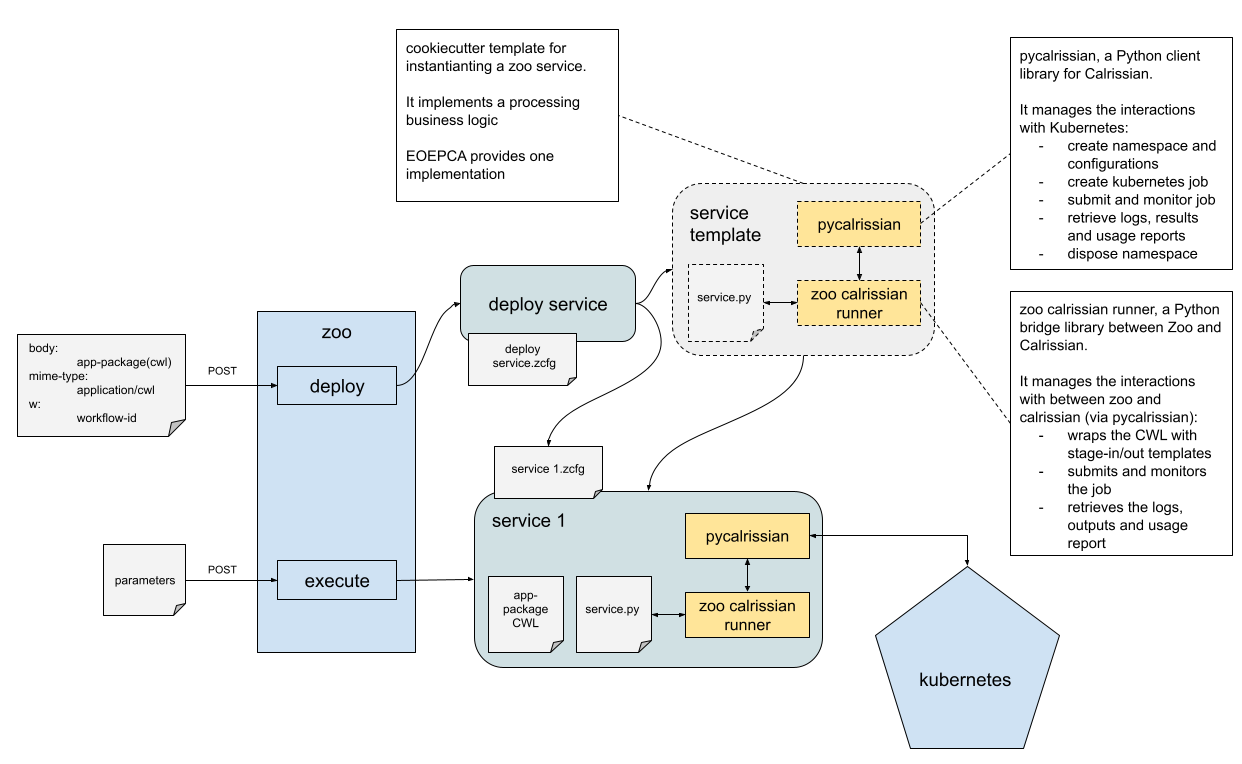 cookiecutter template for
instantianting a zoo service.
It implements a processing
business logic
EOEPCA provides one
implementation
pycalrissian, a Python client
library for Calrissian.
It manages the interactions
with Kubernetes:
- create namespace and
configurations
- create kubernetes job
- submit and monitor job
- retrieve logs, results
and usage reports
- dispose namespace
service
template
pycalrissian
service.py
zoo calrissian
runner
zoo calrissian runner, a Python
bridge library between Zoo and
Calrissian.
It manages the interactions
with between zoo and
calrissian (via pycalrissian):
- wraps the CWL with
stage-in/out templates
- submits and monitors
the job
- retrieves the logs,
outputs and usage
report
deploy service
deploy
service.zcfg
zoo
body:
app-package(cwl)
mime-type:
application/cwl
w:
workflow-id
POST
deploy
service 1.zcfg
service 1
pycalrissian
app-
package
CWL
service.py
zoo calrissian
runner
parameters
POST
execute
kubernetes